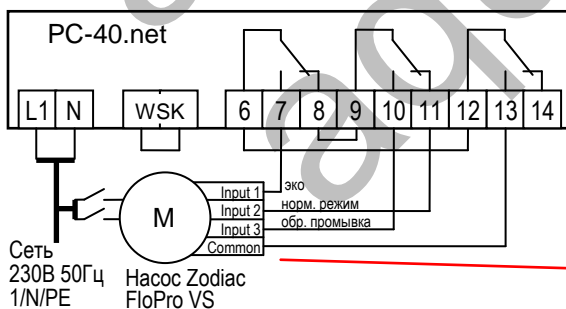 PC-40.net
L1 N WSK 6 7 8 9 10 11 12 13 14
M
Input 1 эко
Input 2 норм. режим
Input 3 обр. промывка
Common
Сеть
230В 50Гц
1/N/PE
Насос Zodiac
FloPro VS